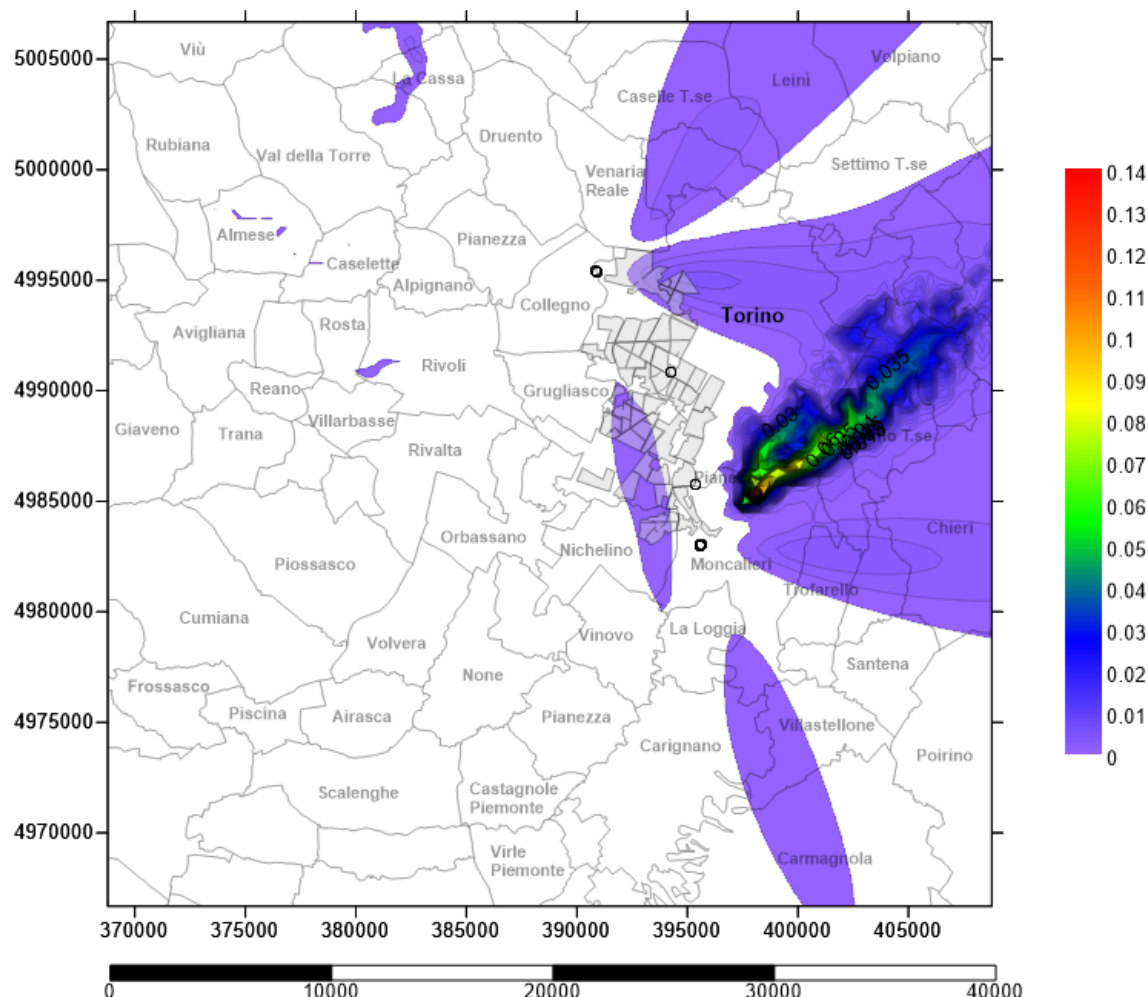 5005000
5000000
4995000
4990000
4985000
4980000
4975000
4970000
Viù
La Cassa
Caselle T.se
Leinì
Volpiano
Rubiana
Val della Torre
Druento
Venaria
Reale
Settimo T.se
Almese
Caselette
Pianezza
Alpignano
Collegno
Torino
Avigliana
Rosta
Rivoli
Reano
Grugliasco
0.035
Giaveno
Trana
Villarbasse
Rivalta
0.03
Orbassano
Nichelino
Moncalieri
Chieri
Piossasco
Trofarello
Cumiana
Volvera
Vinovo
La Loggia
Santena
Frossasco
None
Piscina
Airasca
Pianezza
Carignano
Villastellone
Poirino
Scalenghe
Castagnole
Piemonte
Virle
Piemonte
Carmagnola
370000 375000 380000 385000 390000 395000 400000 405000
0 10000 20000 30000 40000
0.14
0.13
0.12
0.11
0.1
0.09
0.08
0.07
0.06
0.05
0.04
0.03
0.02
0.01
0